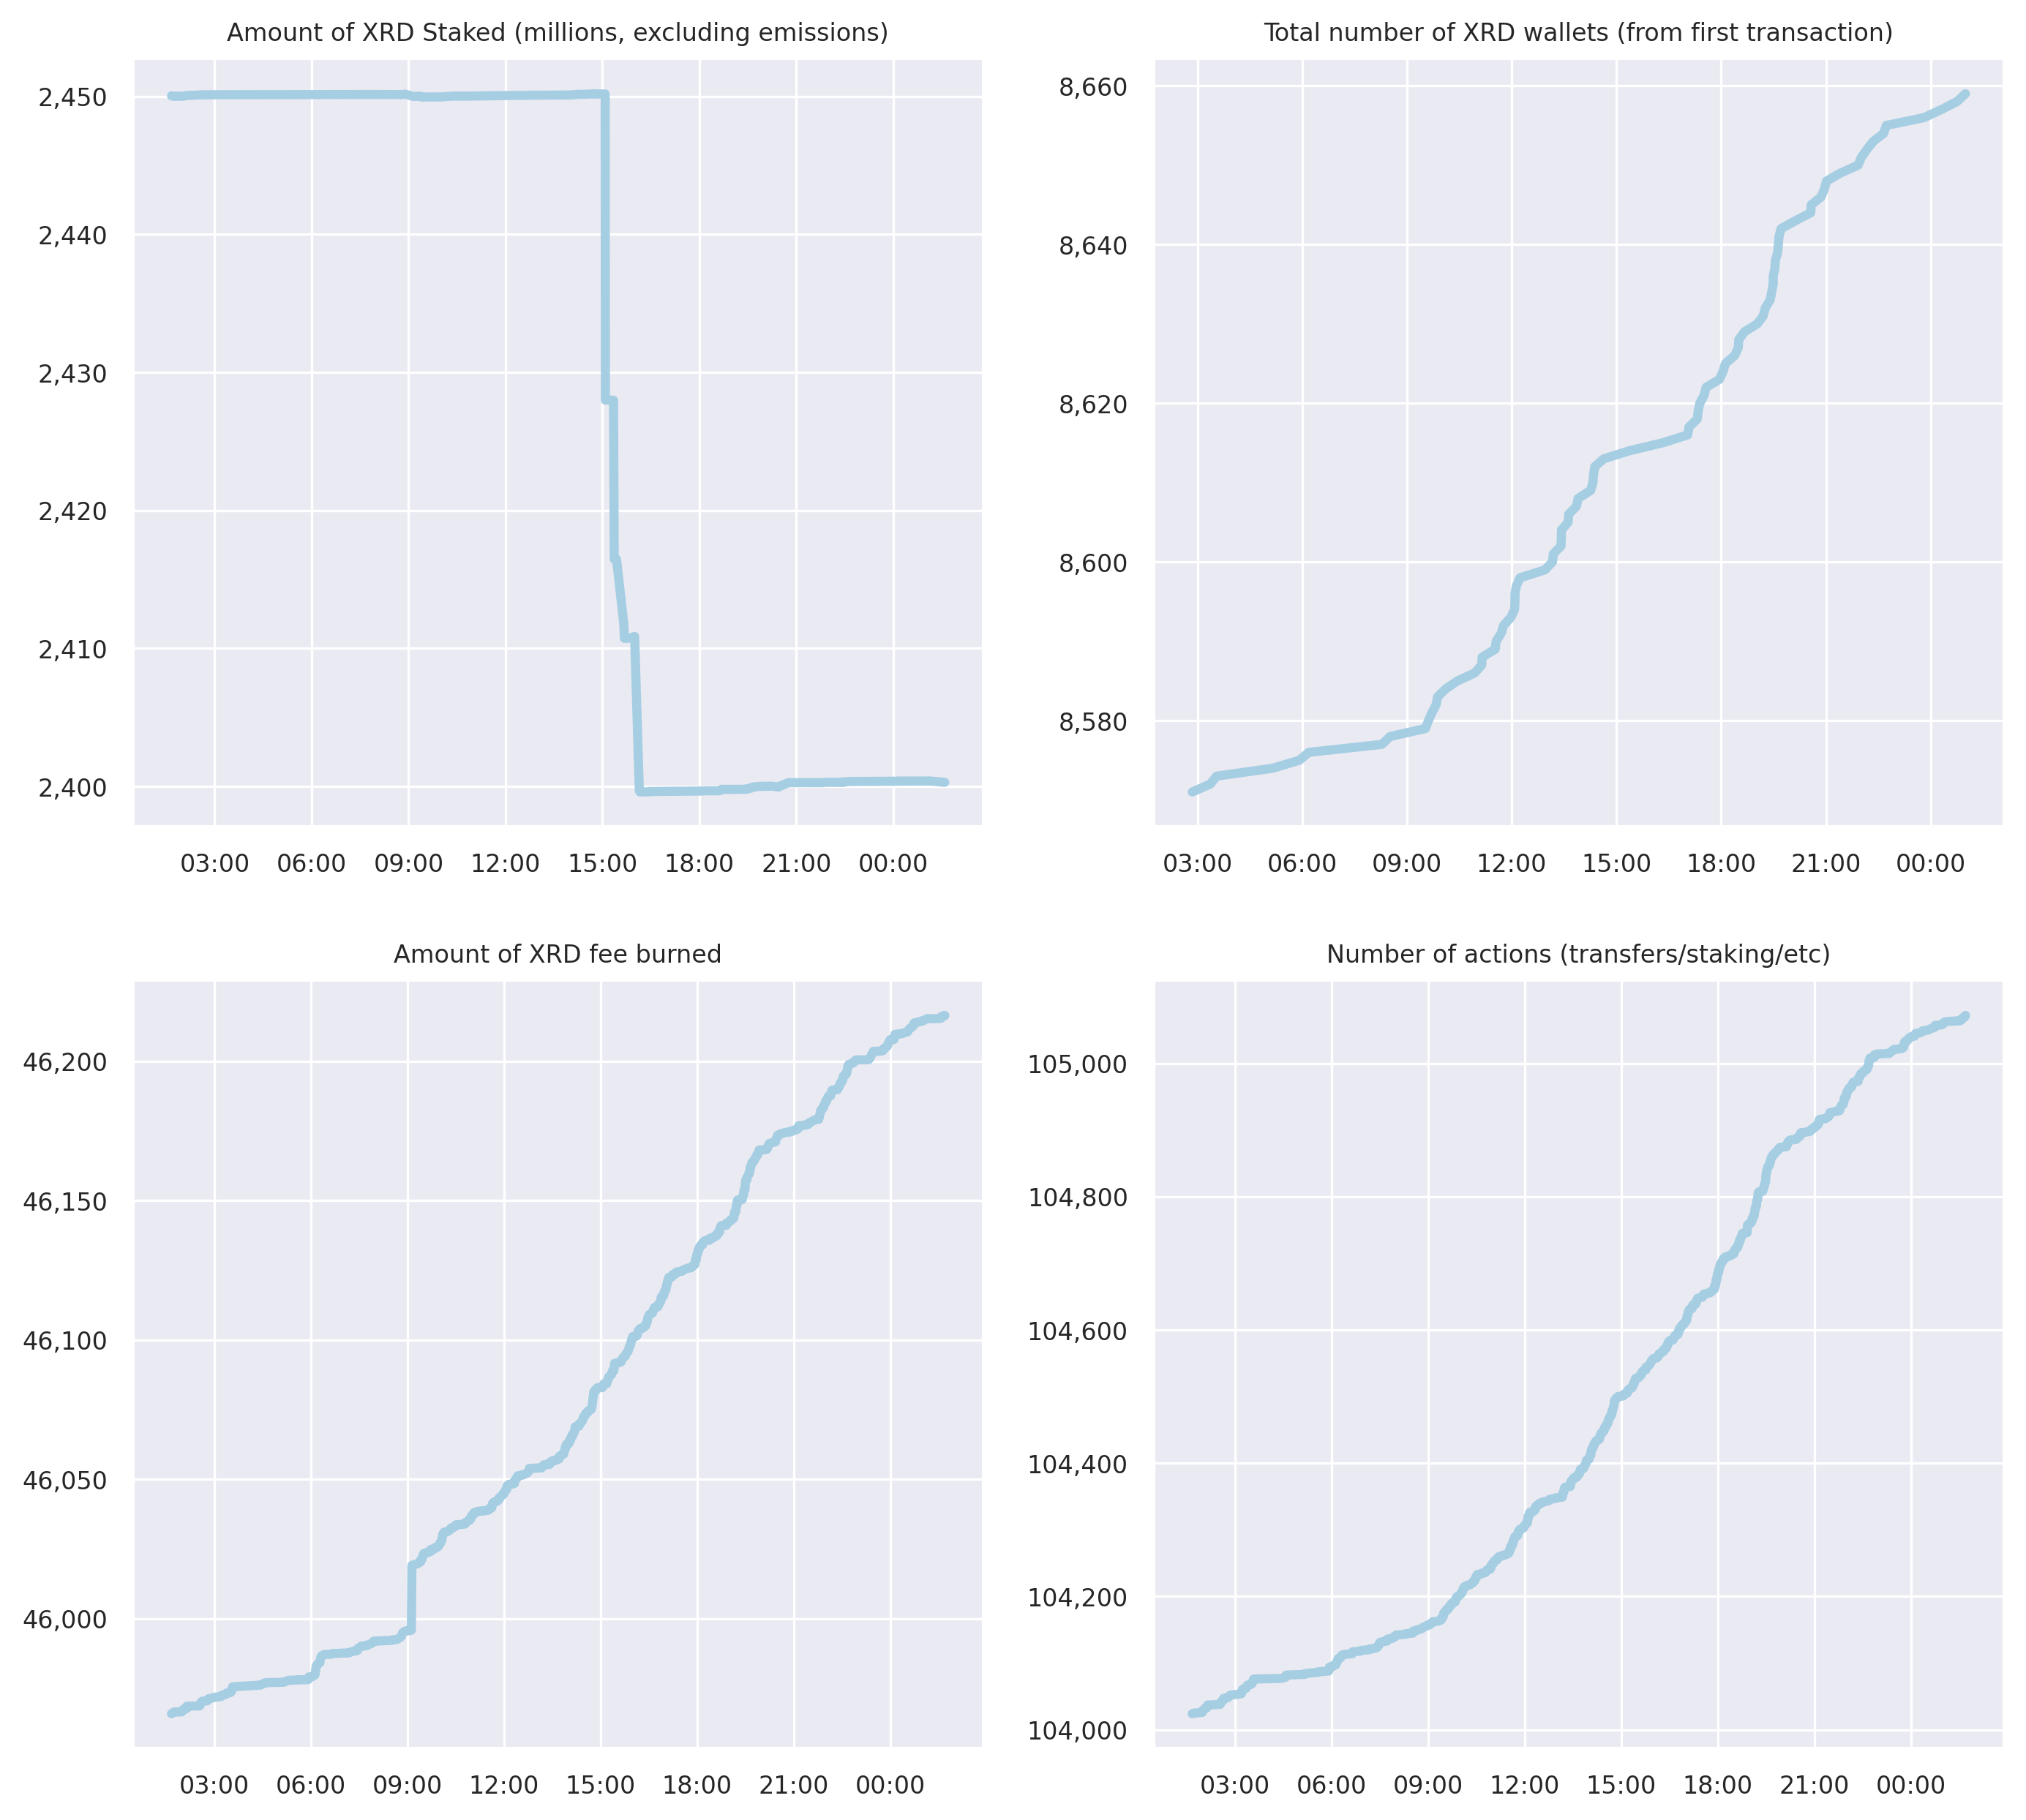 Amount of XRD Staked (millions, excluding emissions)
2,450
2,440
2,430
2,420
2,410
2,400
03:00 06:00 09:00 12:00 15:00 18:00 21:00 00:00
Total number of XRD wallets (from first transaction)
8,660
8,640
8,620
8,600
8,580
03:00 06:00 09:00 12:00 15:00 18:00 21:00 00:00
Amount of XRD fee burned
46,200
46,150
46,100
46,050
46,000
03:00 06:00 09:00 12:00 15:00 18:00 21:00 00:00
Number of actions (transfers/staking/etc)
105,000
104,800
104,600
104,400
104,200
104,000
03:00 06:00 09:00 12:00 15:00 18:00 21:00 00:00